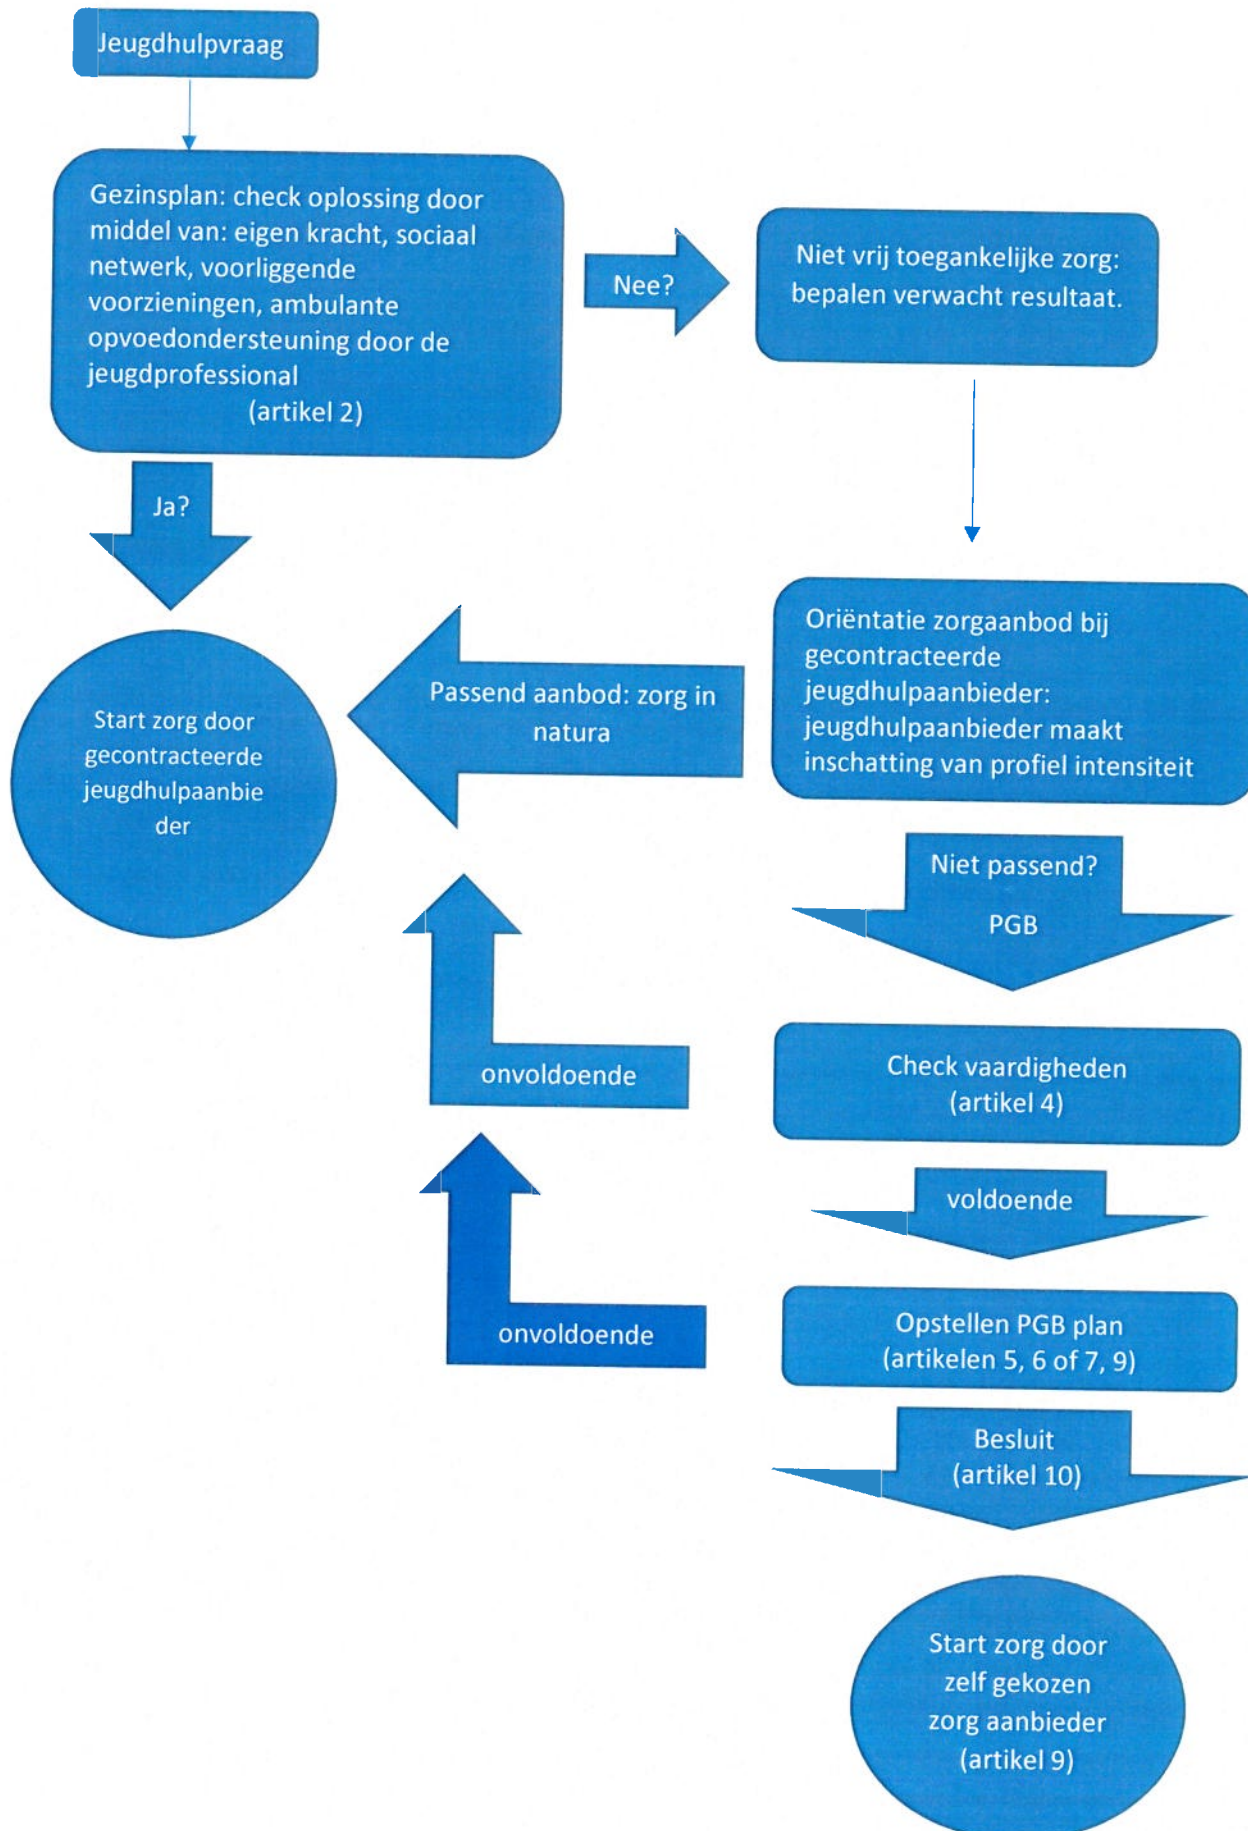 Jeugdhulpvraag
Gezinsplan: check oplossing door
middel van: eigen kracht, sociaal
netwerk, voorliggende
voorzieningen, ambulante
opvoedondersteuning door de
jeugdprofessional
(artikel 2)
Nee?
Niet vrij toegankelijke zorg:
bepalen verwacht resultaat.
Ja?
Oriëntatie zorgaanbod bij
gecontracteerde
jeugdhulpaanbieder:
jeugdhulpaanbieder maakt
inschatting van profiel intensiteit
Passend aanbod: zorg in
natura
Start zorg door
gecontracteerde
jeugdhulpaanbie
der
Niet passend?
PGB
Check vaardigheden
(artikel 4)
onvoldoende
voldoende
Opstellen PGB plan
(artikelen 5, 6 of 7, 9)
onvoldoende
Besluit
(artikel 10)
Start zorg door
zelf gekozen
zorg aanbieder
(artikel 9)